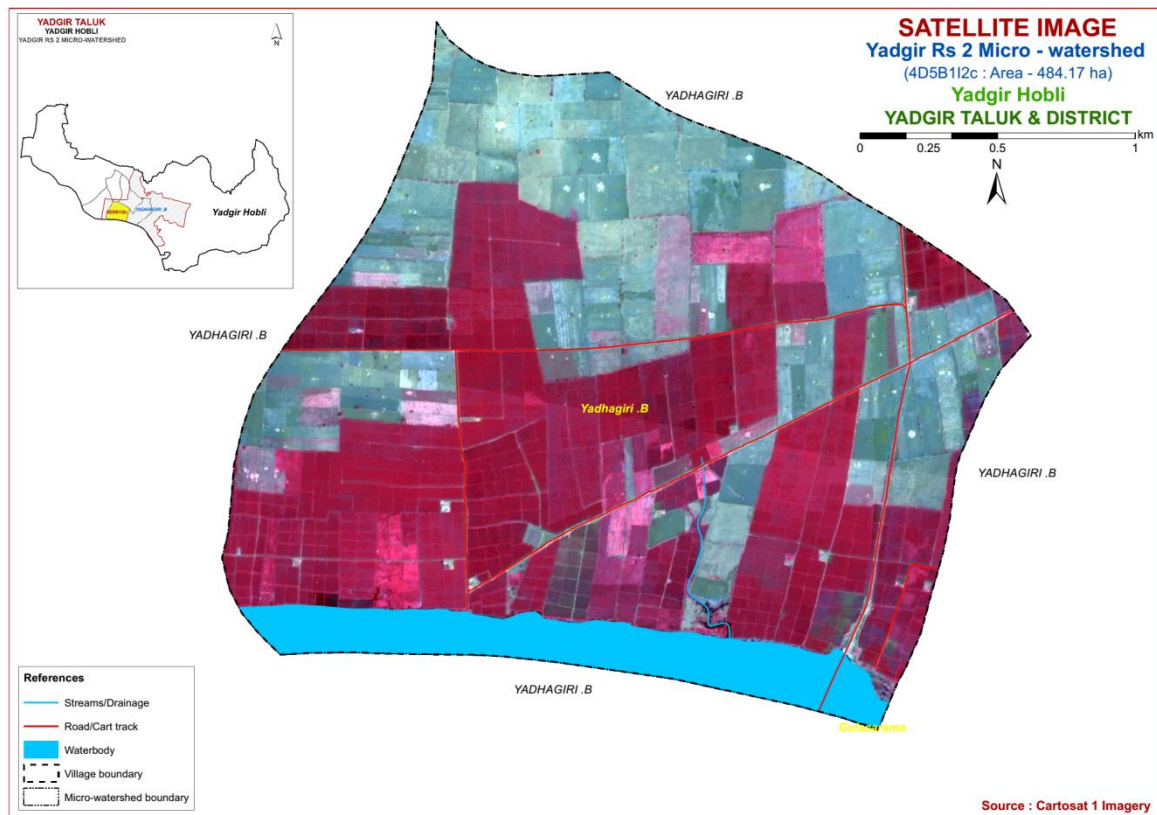 YADGIR TALUK
YADGIR HOBLI
YADGIR RS 2 MICRO-WATERSHED
N
YADHAGIRI .B
Yadgir Hobli
SATELLITE IMAGE
Yadgir Rs 2 Micro - watershed
(4D5B1I2c : Area - 484.17 ha)
Yadgir Hobli
YADGIR TALUK & DISTRICT
km
0 0.25 0.5 1
N
YADHAGIRI .B
YADHAGIRI .B
Yadhagiri .B
YADHAGIRI .B
YADHAGIRI .B
References
Streams/Drainage
Road/Cart track
Waterbody
Village boundary
Micro-watershed boundary
Source : Cartosat 1 Imagery